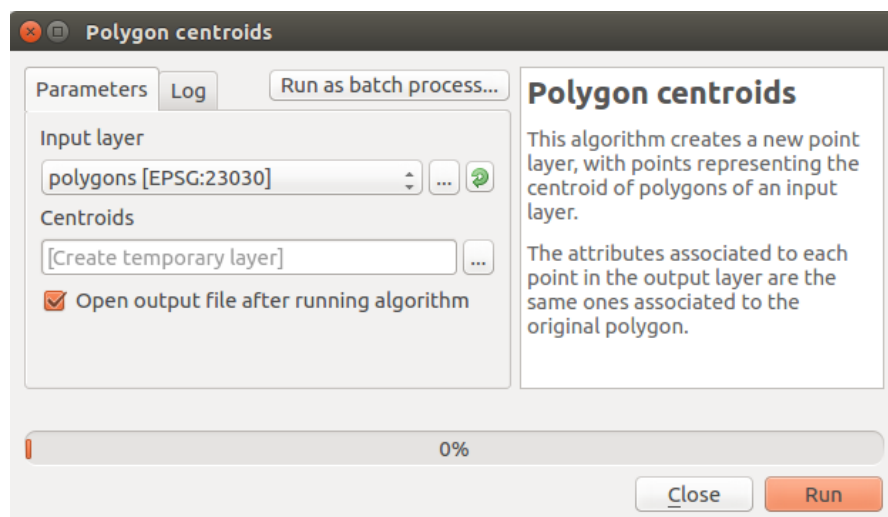 Polygon centroids
Parameters
Log
Run as batch process...
Input layer
polygons [EPSG:23030]
...
Centroids
[Create temporary layer]
...
Open output file after running algorithm
Polygon centroids
This algorithm creates a new point
layer, with points representing the
centroid of polygons of an input
layer.
The attributes associated to each
point in the output layer are the
same ones associated to the
original polygon.
0%
Close
Run